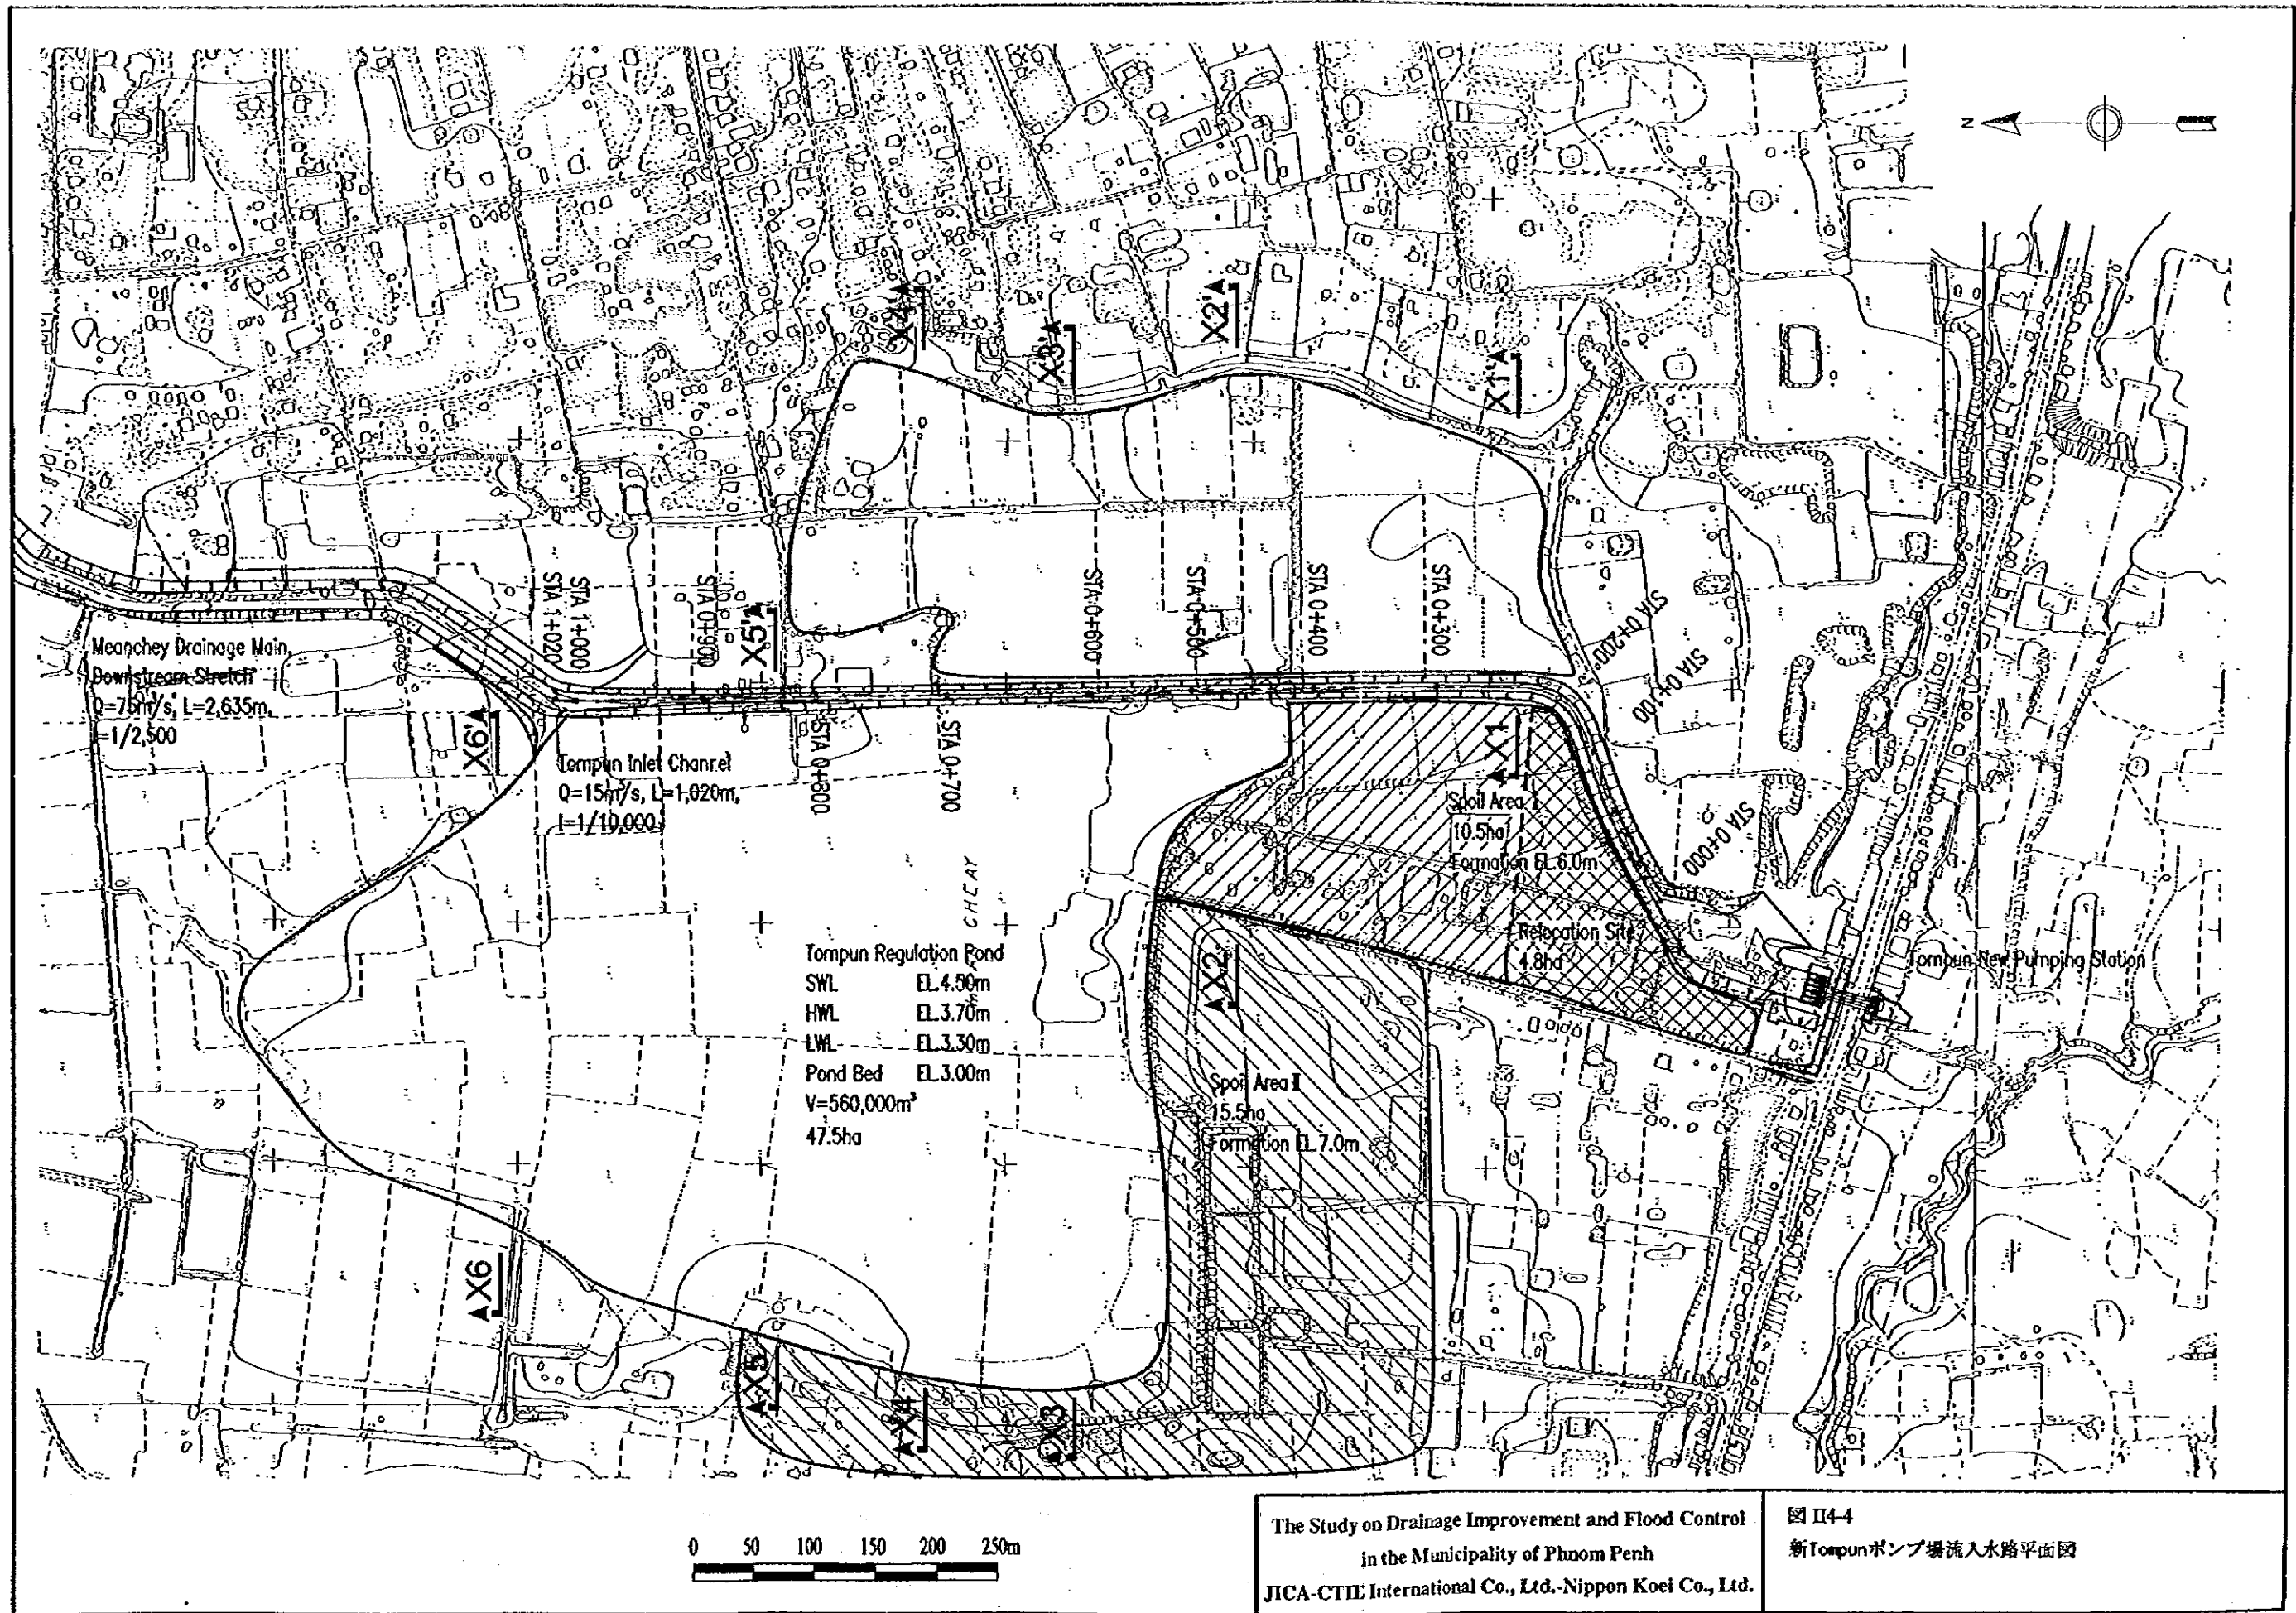 N
X4'
X3'
X2'
X1'
STA 1+020
STA 1+000
STA 0+900
X5'
STA 0+600
STA 0+500
STA 0+400
STA 0+300
STA 0+200
STA 0+100
STA 0+000
Meanchey Drainage Main,
Downstream Stretch
Q=75m³/s, L=2,635m,
I=1/2,500
X6'
Tompun Inlet Channel
Q=15m³/s, L=1,020m,
I=1/10,000
STA 0+800
STA 0+700
X1
Spoil Area I
10.5ha
Formation EL.6.0m
CHCAY
Relocation Site
4.8ha
Tompun New Pumping Station
Tompun Regulation Pond
SWL EL.4.50m
HWL EL.3.70m
LWL EL.3.30m
Pond Bed EL.3.00m
V=560,000m³
47.5ha
X2
Spoil Area II
15.5ha
Formation EL.7.0m
X6
X5
X4
X3
0 50 100 150 200 250m
The Study on Drainage Improvement and Flood Control
in the Municipality of Phnom Penh
JICA-CTIE International Co., Ltd.-Nippon Koei Co., Ltd.
図 II4-4
新Tompunポンプ場流入水路平面図